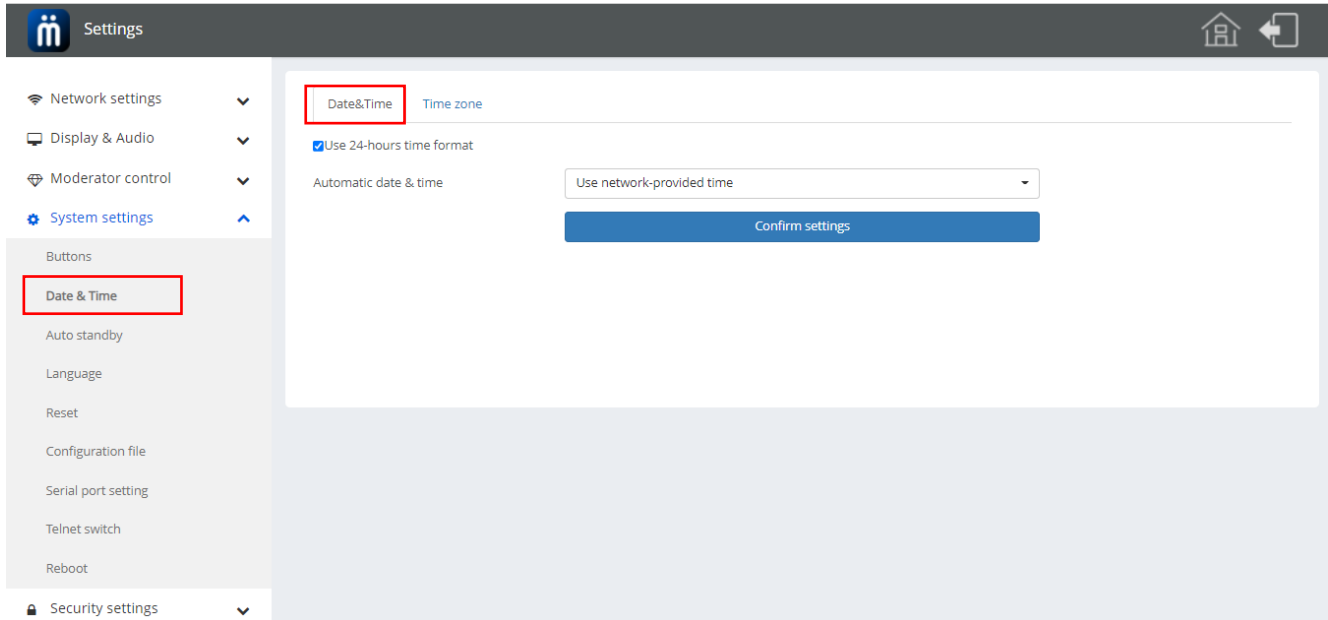 Settings
Network settings
Display & Audio
Moderator control
System settings
Buttons
Date & Time
Auto standby
Language
Reset
Configuration file
Serial port setting
Telnet switch
Reboot
Security settings
Date&Time Time zone
Use 24-hours time format
Automatic date & time Use network-provided time
Confirm settings